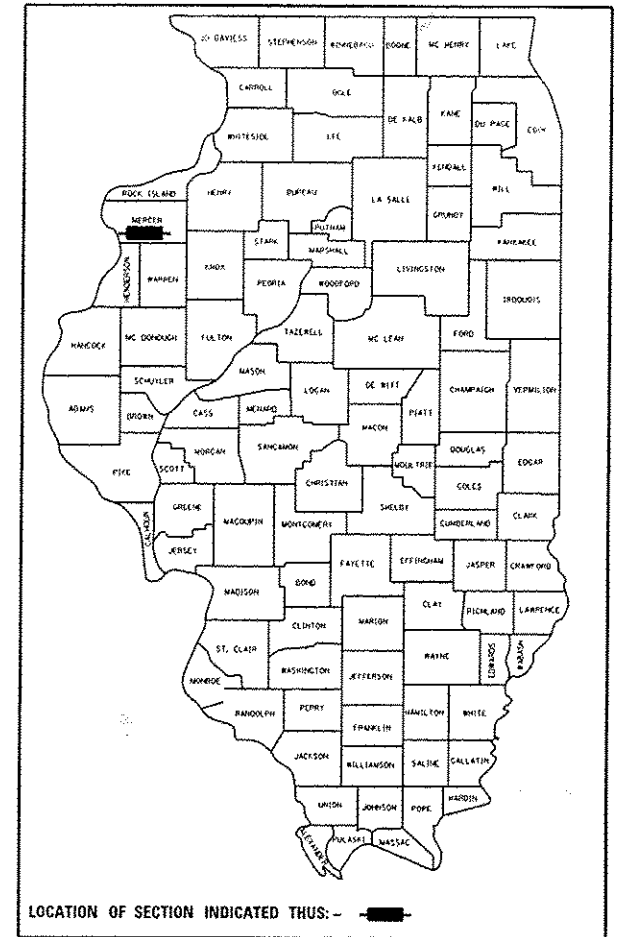 JO DAVIESS STEPHENSON WINNEBAGO BOONE MC HENRY LAKE
CARROLL OGLE
DE KALB KANE DU PAGE COOK
WHITESIDE LEE
KENDALL WILL
ROCK ISLAND HENRY BUREAU LA SALLE
GRUNDY
MERCER PUTNAM
STARK MARSHALL KANKAKEE
HENDERSON WARREN KNOX PEORIA WOODFORD LIVINGSTON
IROQUOIS
HANCOCK MC DONOUGH FULTON TAZEWELL MC LEAN FORD
MASON
SCHUYLER LOGAN DE WITT CHAMPAIGN VERMILION
ADAMS BROWN CASS MENARD PIATT
MACON
MORGAN SANGAMON DOUGLAS
PIKE SCOTT MOULTRIE EDGAR
CHRISTIAN COLES
GREENE SHELBY
CALHOUN MACOUPIN MONTGOMERY CUMBERLAND CLARK
JERSEY
FAYETTE EFFINGHAM JASPER CRAWFORD
BOND
MADISON CLAY RICHLAND LAWRENCE
CLINTON MARION
ST. CLAIR WAYNE EDWARDS WABASH
WASHINGTON JEFFERSON
MONROE
RANDOLPH PERRY HAMILTON WHITE
FRANKLIN
JACKSON WILLIAMSON SALINE GALLATIN
UNION JOHNSON POPE HARDIN
ALEXANDER PULASKI MASSAC
LOCATION OF SECTION INDICATED THUS: -